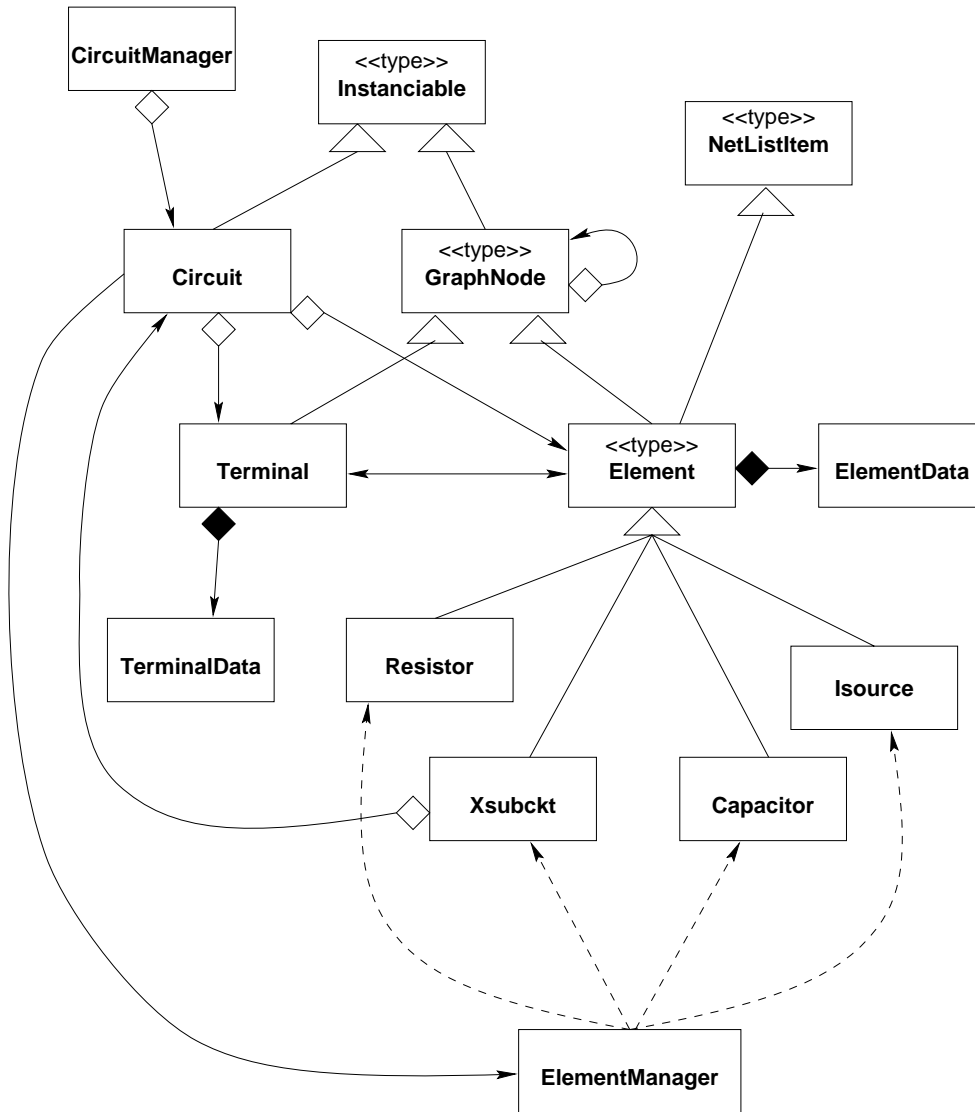 CircuitManager
<<type>>
Instanciable
<<type>>
NetListItem
Circuit
<<type>>
GraphNode
Terminal
<<type>>
Element
ElementData
TerminalData
Resistor
Isource
Xsubckt
Capacitor
ElementManager